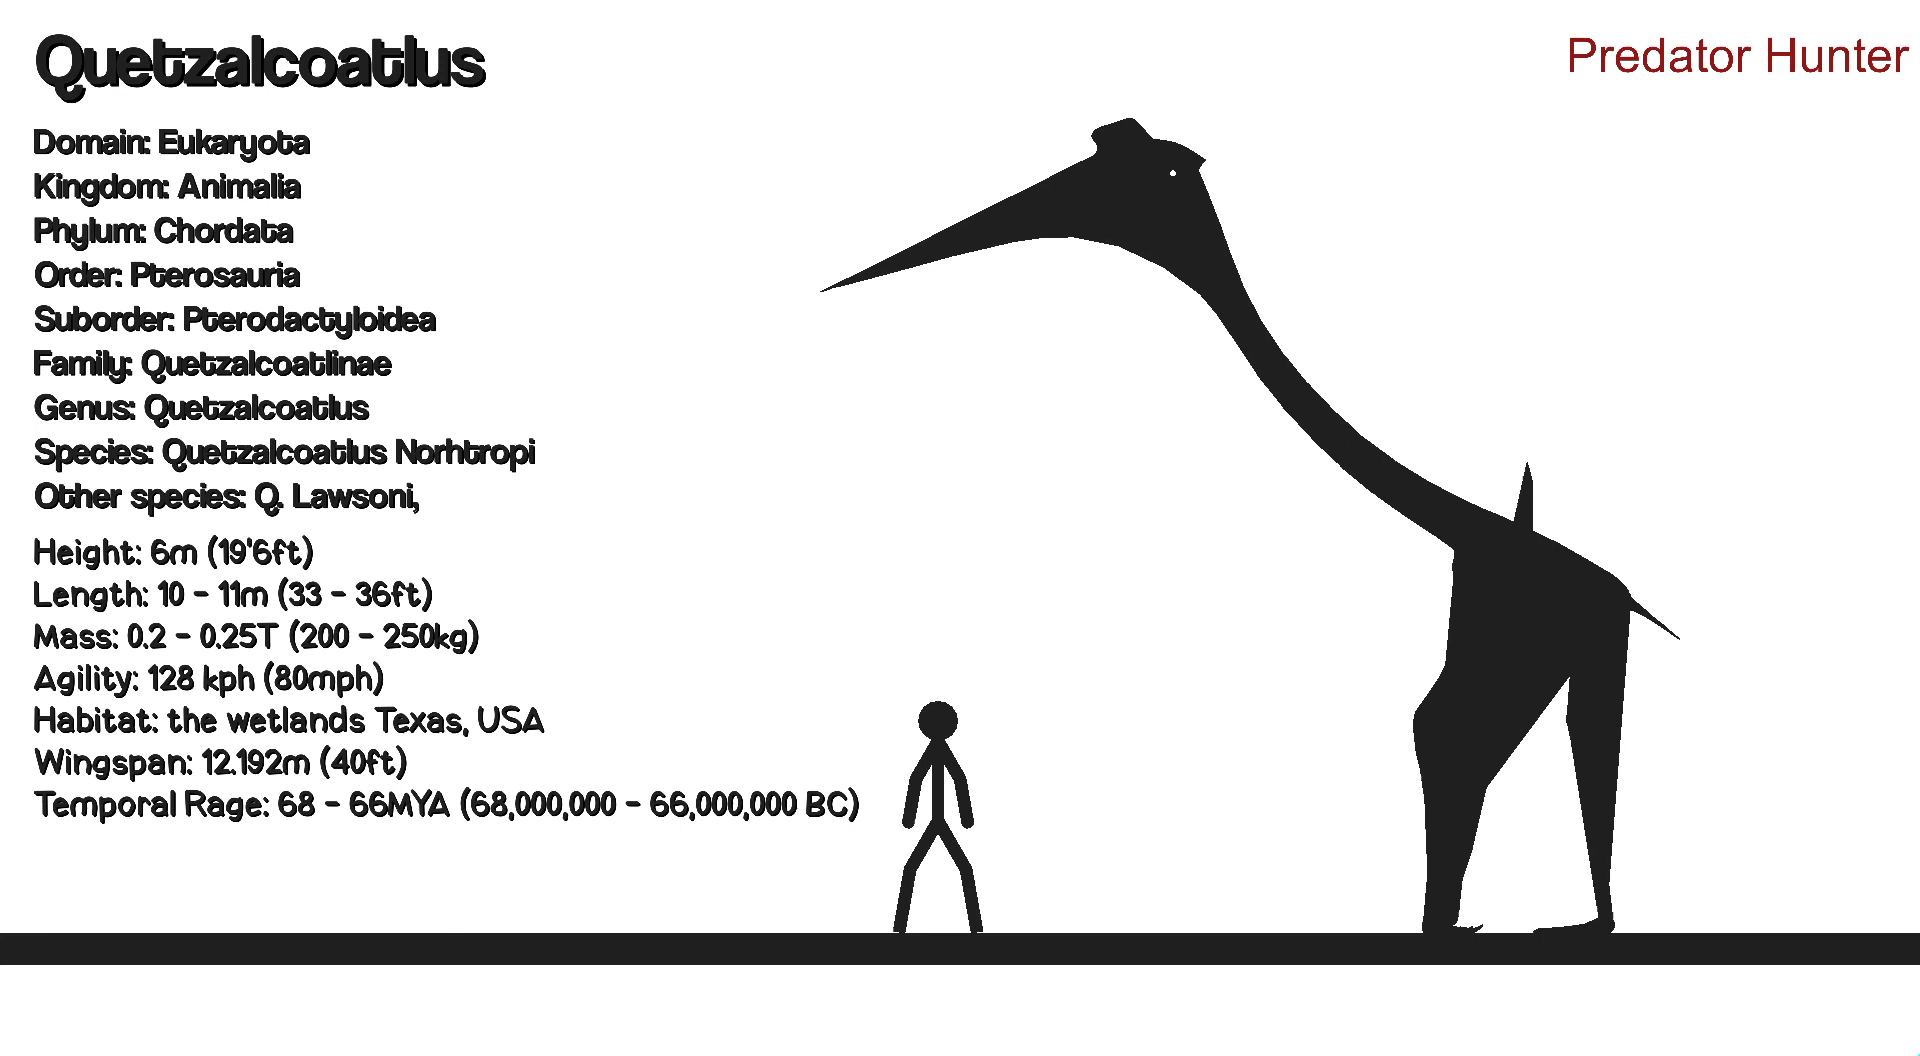 Quetzalcoatlus
Predator Hunter
Domain: Eukaryota
Kingdom: Animalia
Phylum: Chordata
Order: Pterosauria
Suborder: Pterodactyloidea
Family: Quetzalcoatlinae
Genus: Quetzalcoatlus
Species: Quetzalcoatlus Norhtropi
Other species: Q. Lawsoni,
Height: 6m (19'6ft)
Length: 10 - 11m (33 - 36ft)
Mass: 0.2 - 0.25T (200 - 250kg)
Agility: 128 kph (80mph)
Habitat: the wetlands Texas, USA
Wingspan: 12.192m (40ft)
Temporal Rage: 68 - 66MYA (68,000,000 - 66,000,000 BC)